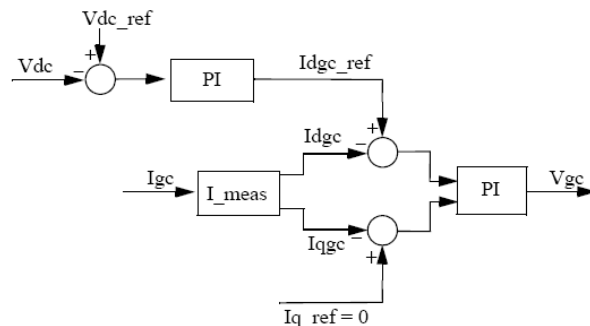 Vdc_ref
+
Vdc
−
PI
Idgc_ref
+
Idgc
−
Igc
I_meas
PI
Vgc
Iqgc
−
+
Iq_ref = 0